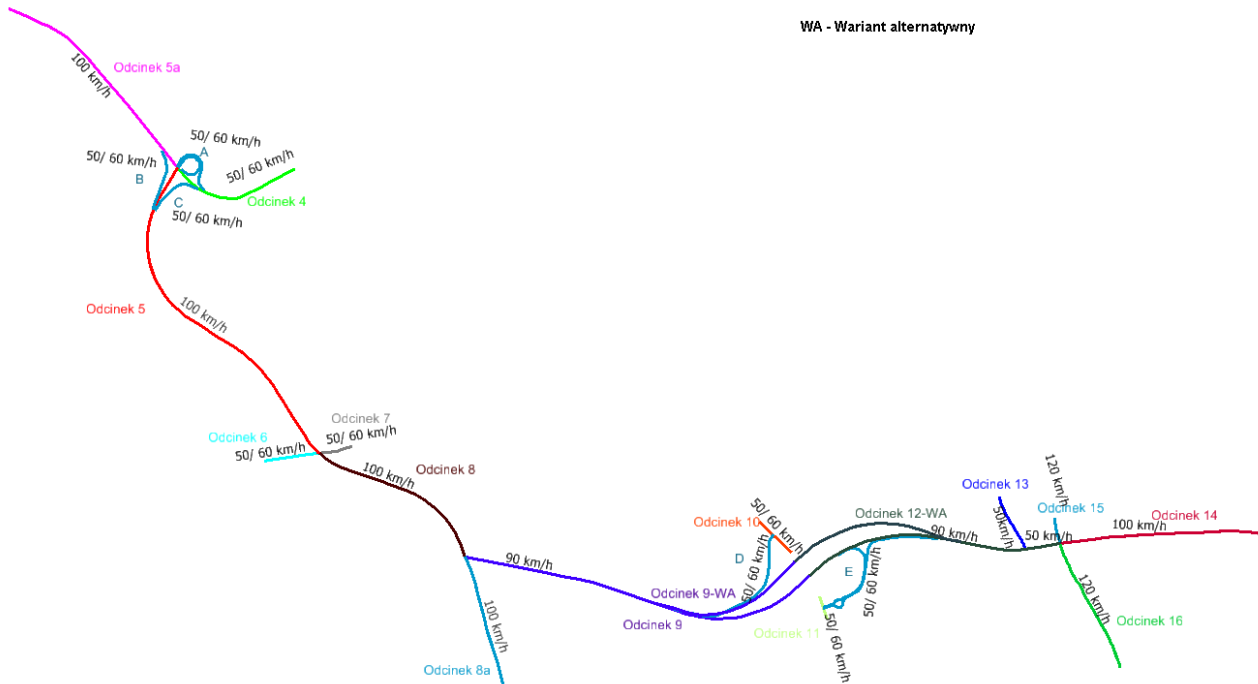 WA - Wariant alternatywny
Odcinek 5a
100 km/h
50/ 60 km/h
A
50/ 60 km/h
B
50/ 60 km/h
C
Odcinek 4
50/ 60 km/h
Odcinek 5
100 km/h
Odcinek 7
50/ 60 km/h
Odcinek 6
50/ 60 km/h
Odcinek 8
100 km/h
120 km/h
Odcinek 13
50km/h
Odcinek 15
Odcinek 14
100 km/h
Odcinek 12-WA
90 km/h
50 km/h
50/ 60 km/h
Odcinek 10
D
50/ 60 km/h
90 km/h
E
50/ 60 km/h
Odcinek 9-WA
Odcinek 9
Odcinek 11
50/ 60 km/h
120 km/h
Odcinek 16
100 km/h
Odcinek 8a